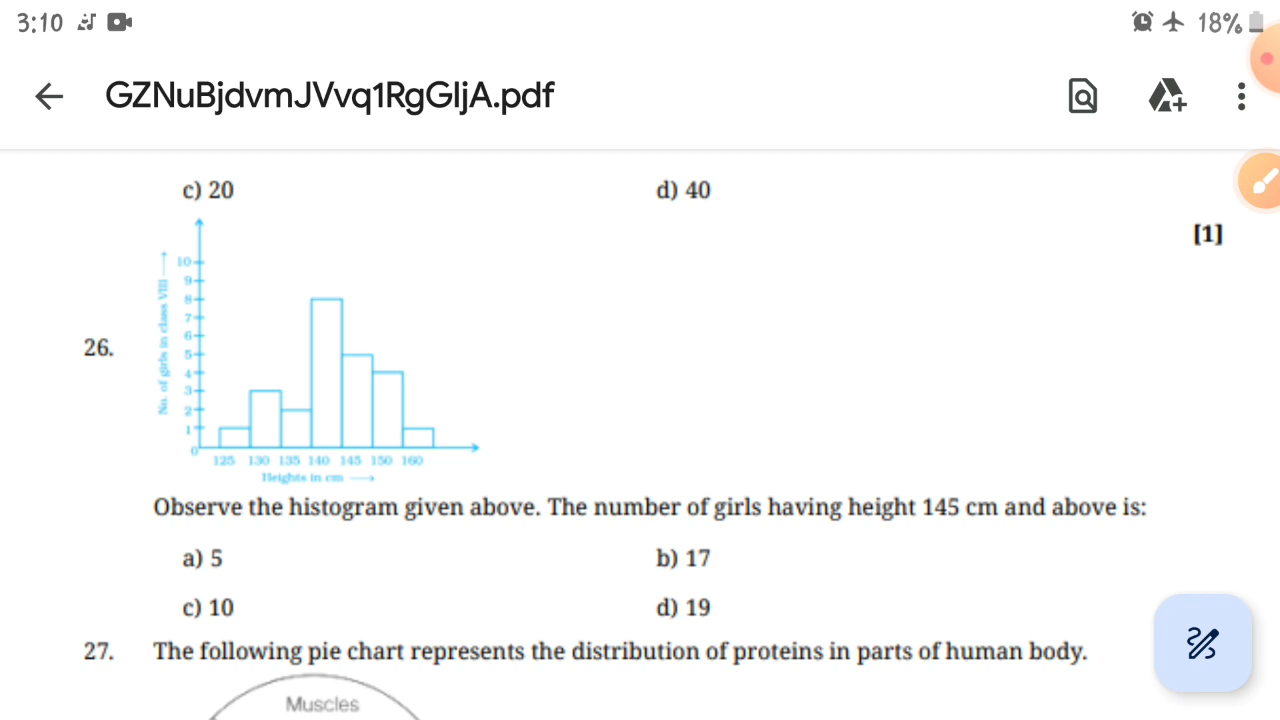 3:10 18%
GZNuBjdvmJVvq1RgGIjA.pdf
c) 20 d) 40
[1]
26.
No. of girls in class VIII →
10
9
8
7
6
5
4
3
2
1
0
125 130 135 140 145 150 160
Heights in cm →
Observe the histogram given above. The number of girls having height 145 cm and above is:
a) 5 b) 17
c) 10 d) 19
27. The following pie chart represents the distribution of proteins in parts of human body.
Muscles